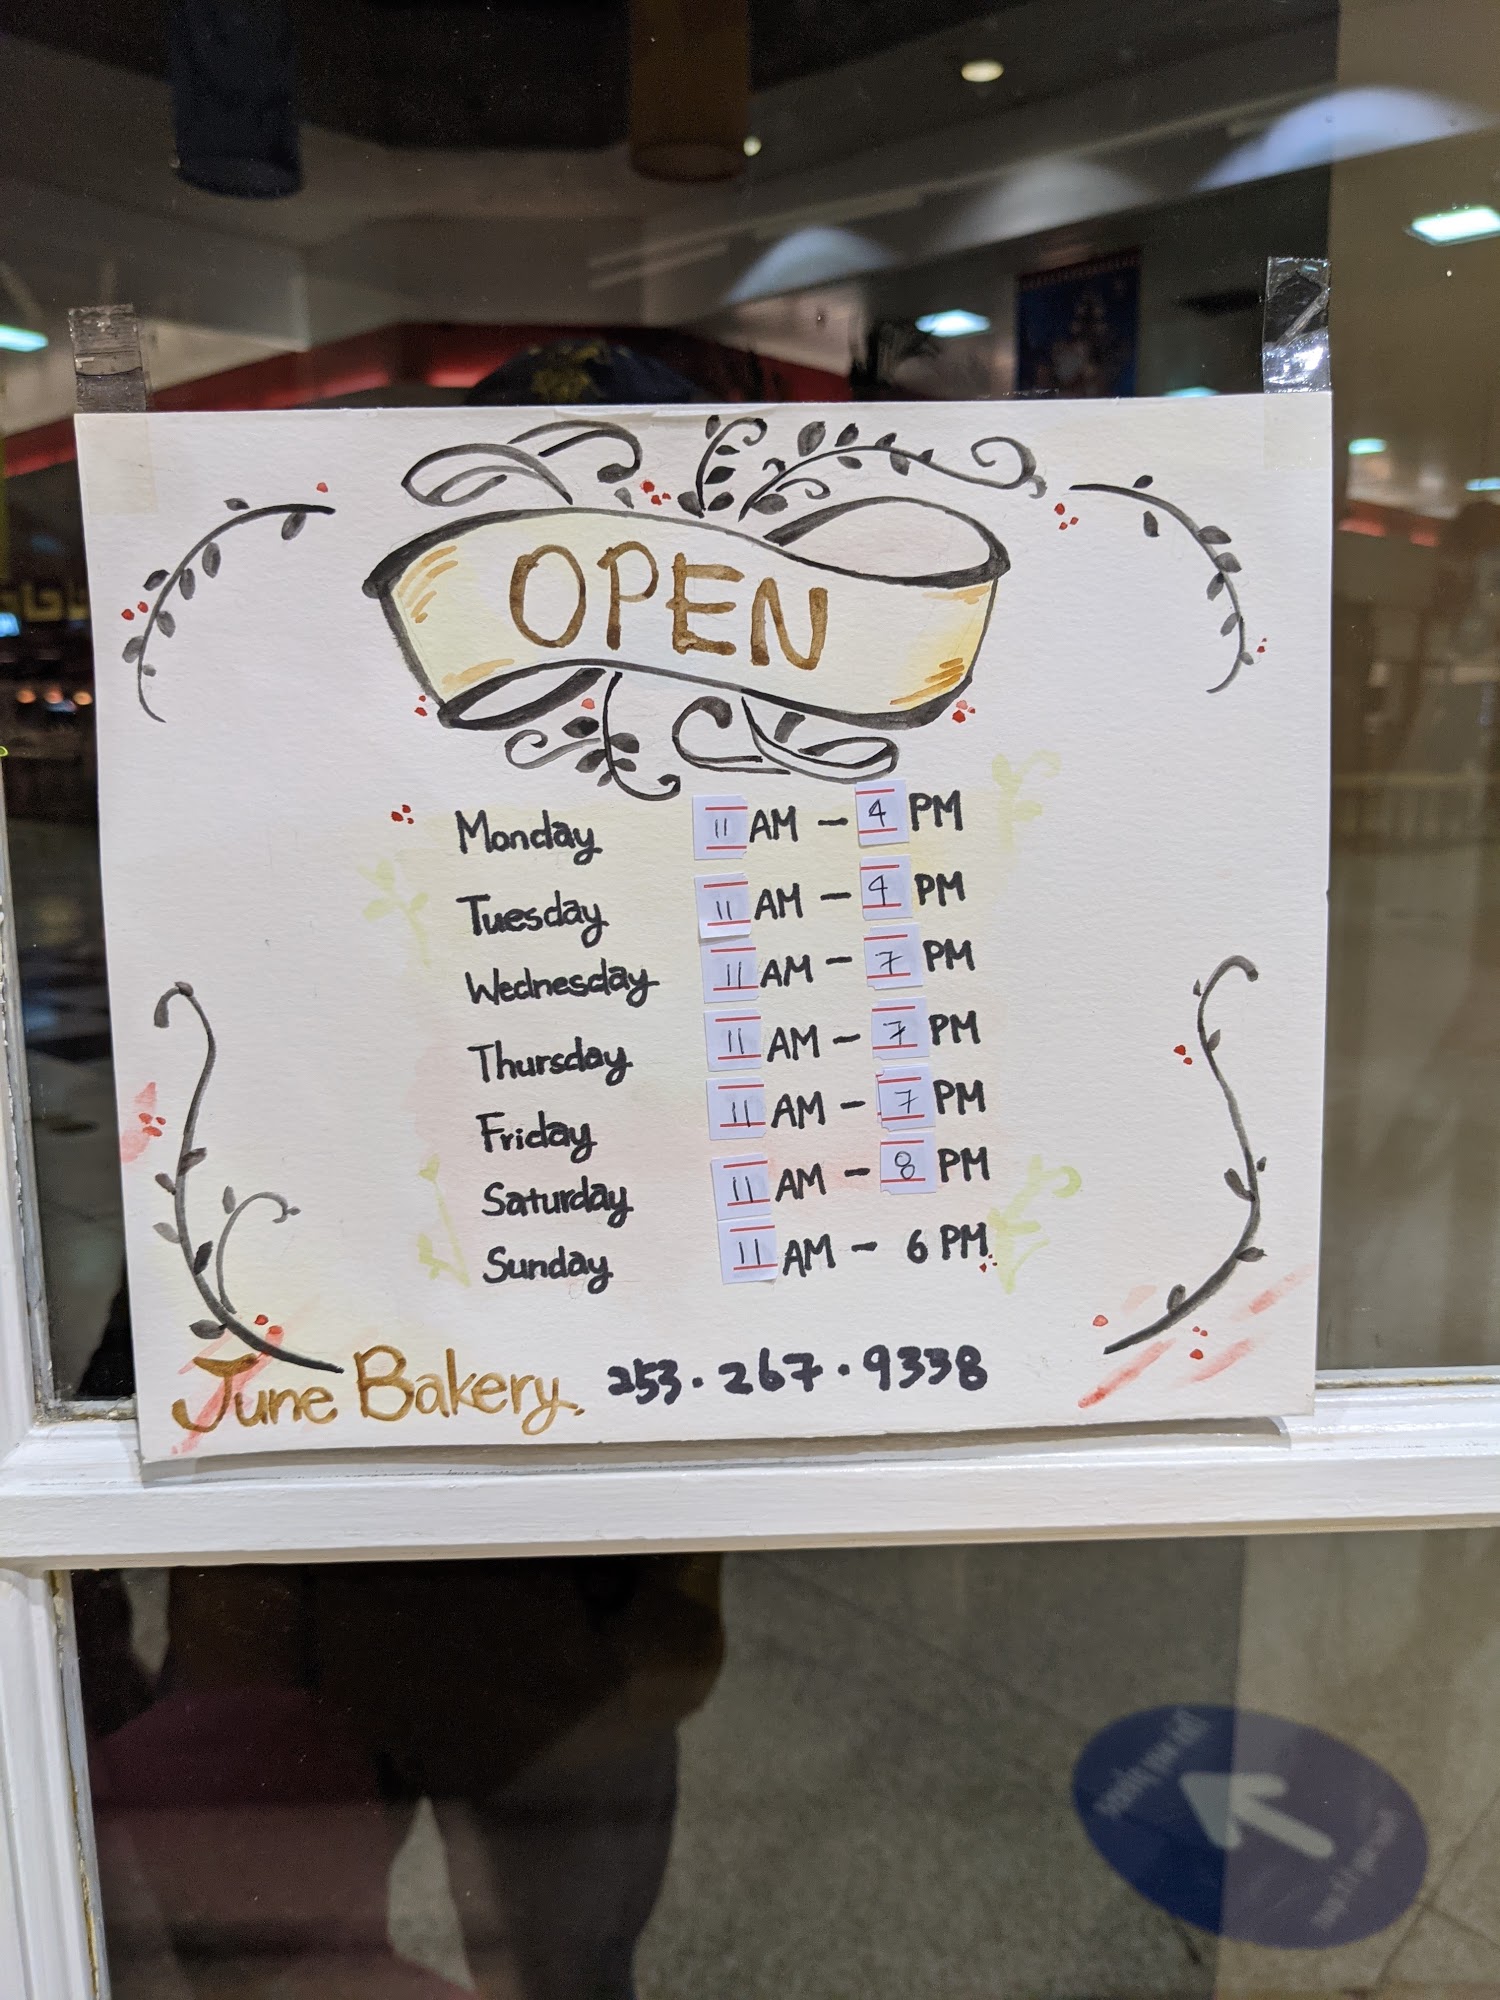 OPEN
Monday 11 AM - 4 PM
Tuesday 11 AM - 4 PM
Wednesday 11 AM - 7 PM
Thursday 11 AM - 7 PM
Friday 11 AM - 7 PM
Saturday 11 AM - 8 PM
Sunday 11 AM - 6 PM
June Bakery. 253.267.9338